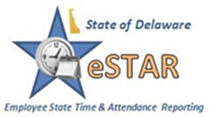 State of Delaware
eSTAR
Employee State Time & Attendance Reporting